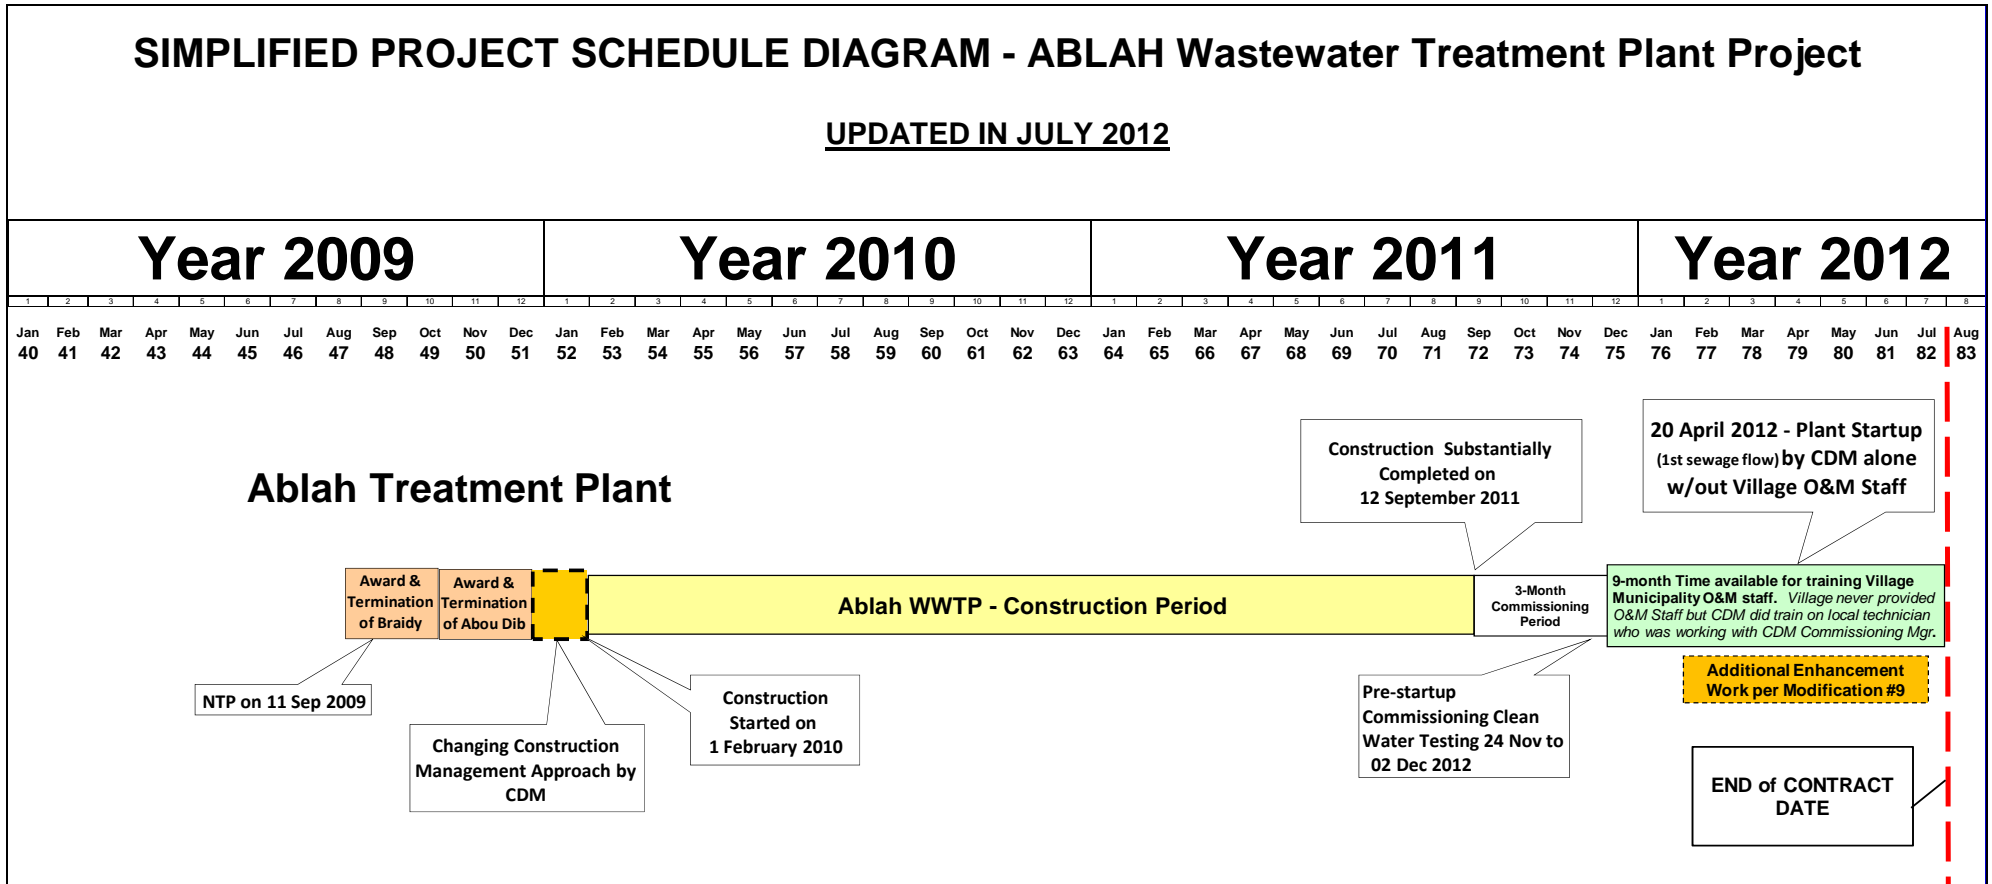 SIMPLIFIED PROJECT SCHEDULE DIAGRAM - ABLAH Wastewater Treatment Plant Project
UPDATED IN JULY 2012
Year 2009 Year 2010 Year 2011 Year 2012
1 2 3 4 5 6 7 8 9 10 11 12 1 2 3 4 5 6 7 8 9 10 11 12 1 2 3 4 5 6 7 8 9 10 11 12 1 2 3 4 5 6 7 8
Jan Feb Mar Apr May Jun Jul Aug Sep Oct Nov Dec Jan Feb Mar Apr May Jun Jul Aug Sep Oct Nov Dec Jan Feb Mar Apr May Jun Jul Aug Sep Oct Nov Dec Jan Feb Mar Apr May Jun Jul Aug
40 41 42 43 44 45 46 47 48 49 50 51 52 53 54 55 56 57 58 59 60 61 62 63 64 65 66 67 68 69 70 71 72 73 74 75 76 77 78 79 80 81 82 83
Construction Substantially
Completed on
12 September 2011
20 April 2012 - Plant Startup
(1st sewage flow) by CDM alone
w/out Village O&M Staff
Ablah Treatment Plant
Award &
Termination
of Braidy
Award &
Termination
of Abou Dib
Ablah WWTP - Construction Period
3-Month
Commissioning
Period
9-month Time available for training Village
Municipality O&M staff. Village never provided
O&M Staff but CDM did train on local technician
who was working with CDM Commissioning Mgr.
Additional Enhancement
Work per Modification #9
NTP on 11 Sep 2009
Construction
Started on
1 February 2010
Changing Construction
Management Approach by
CDM
Pre-startup
Commissioning Clean
Water Testing 24 Nov to
02 Dec 2012
END of CONTRACT
DATE